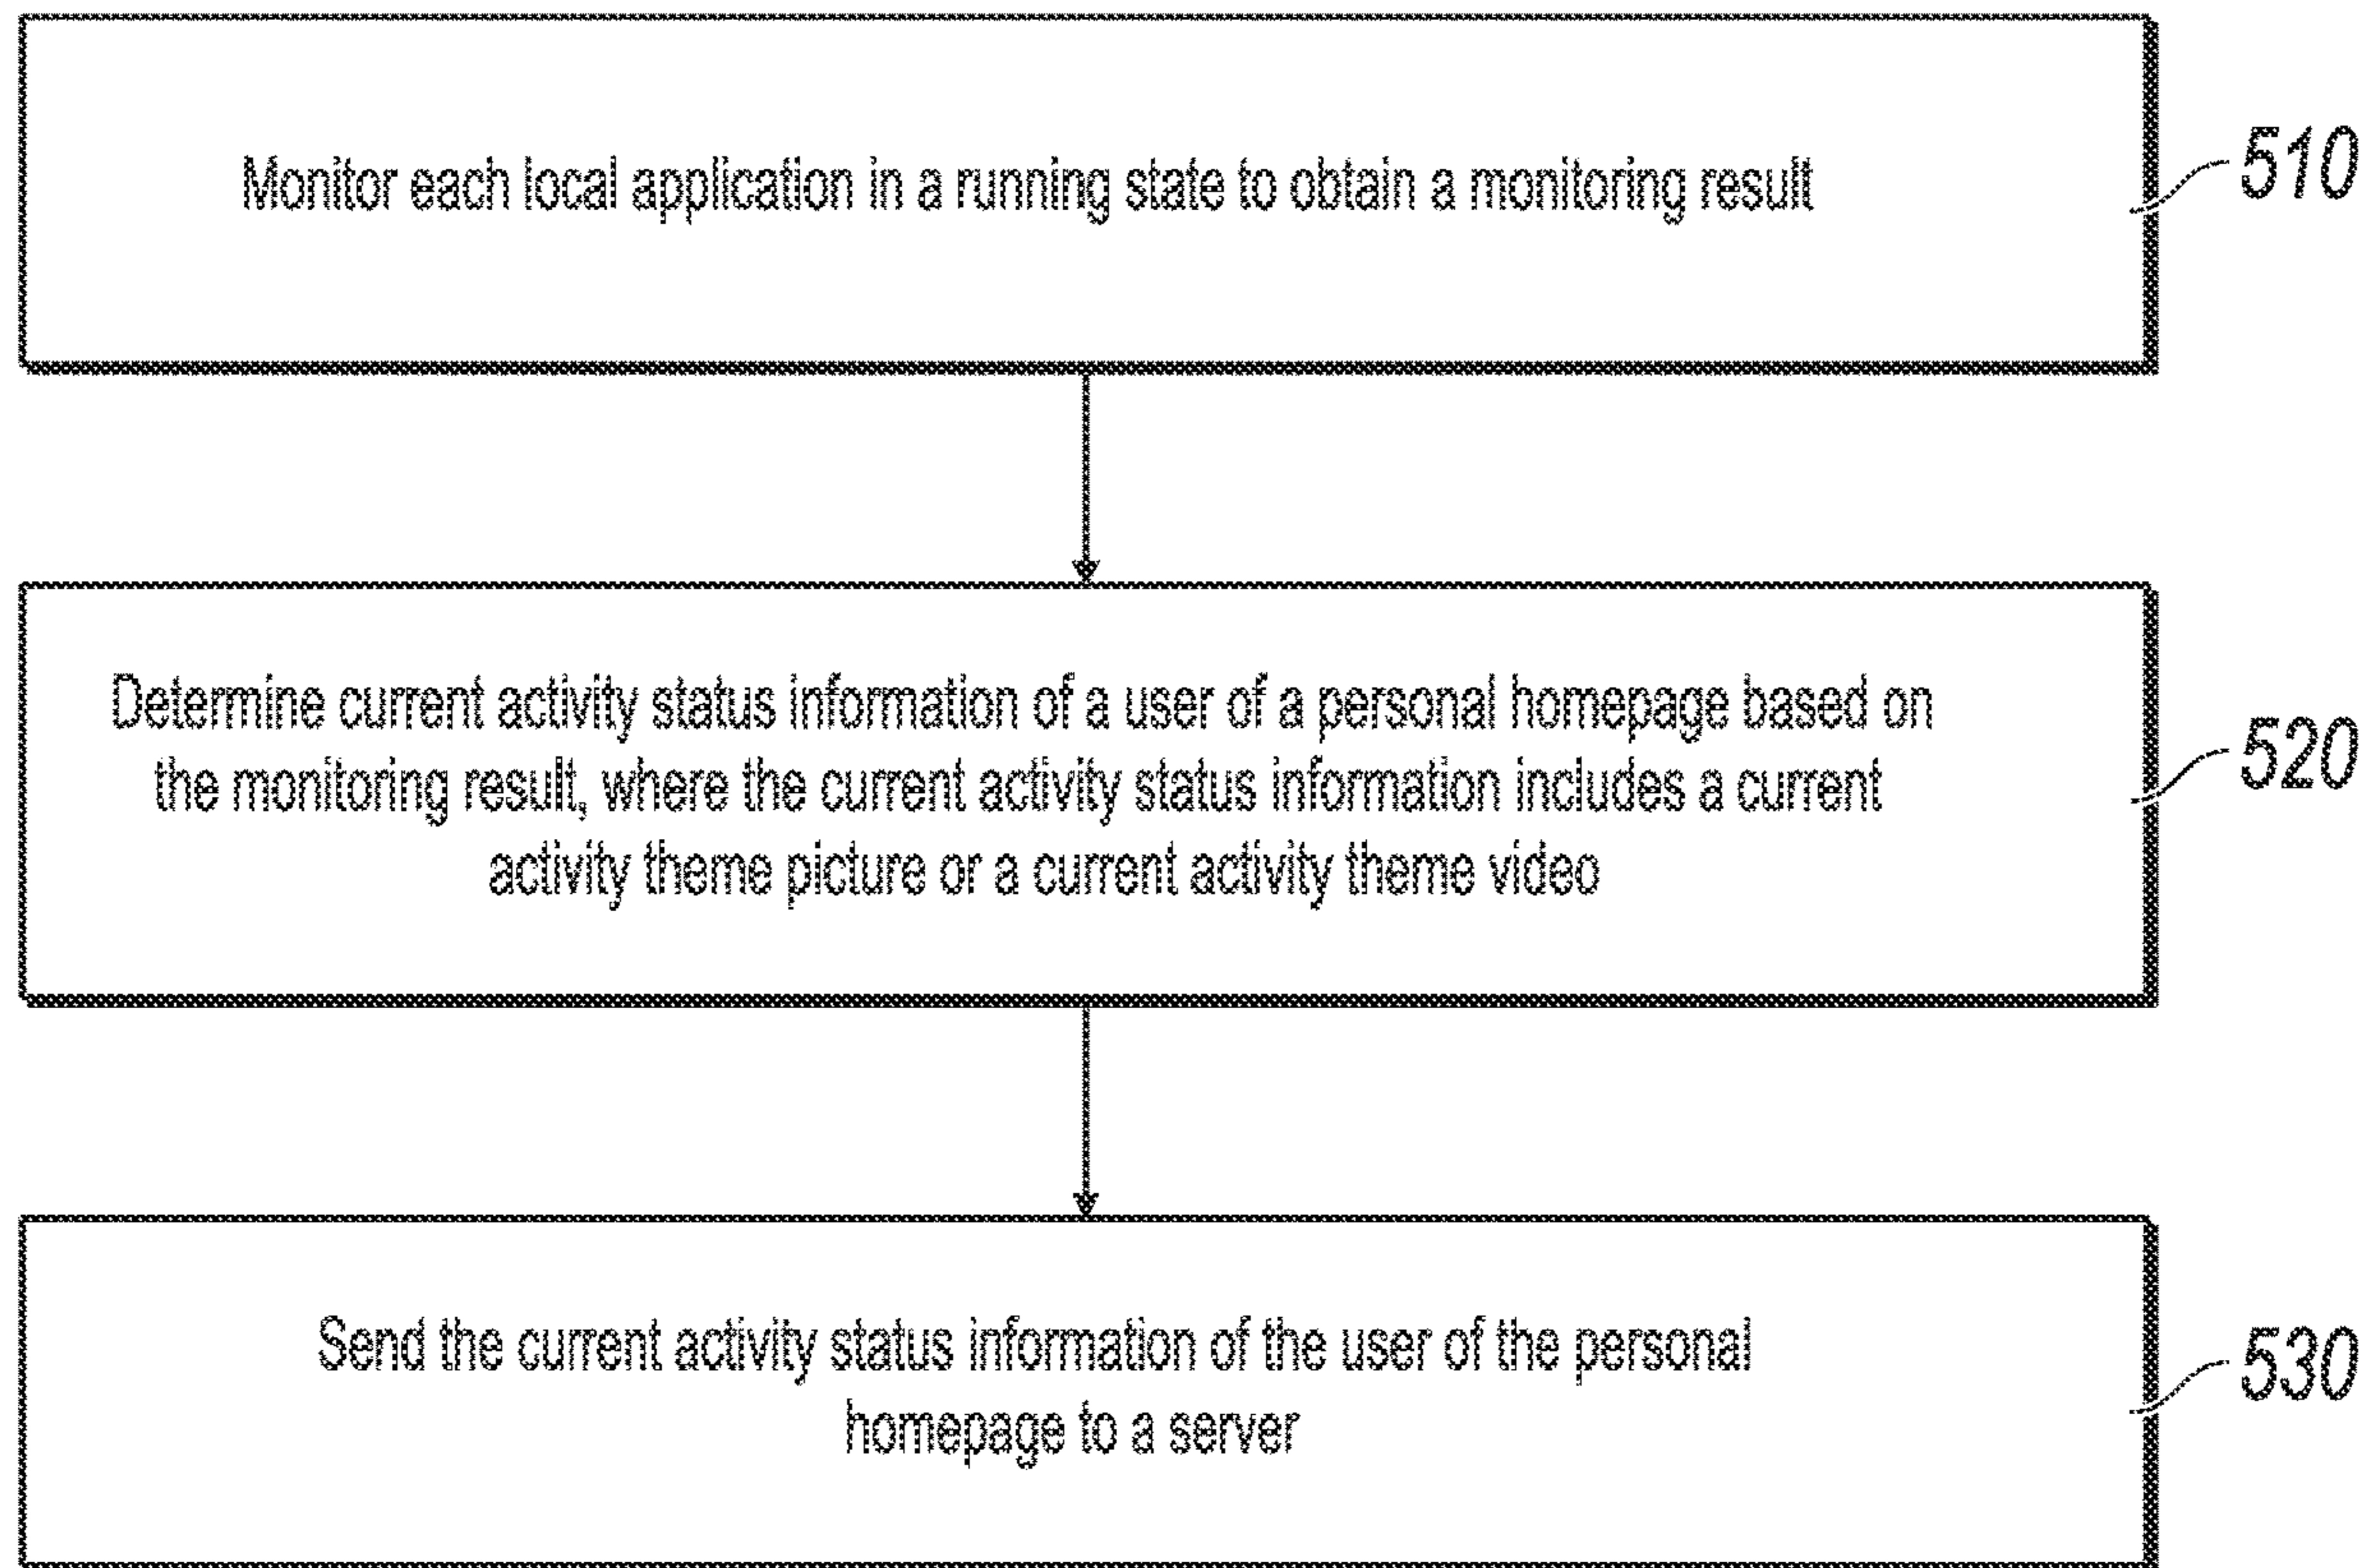 Monitor each local application in a running state to obtain a monitoring result
510
Determine current activity status information of a user of a personal homepage based on
the monitoring result, where the current activity status information includes a current
activity theme picture or a current activity theme video
520
Send the current activity status information of the user of the personal
homepage to a server
530